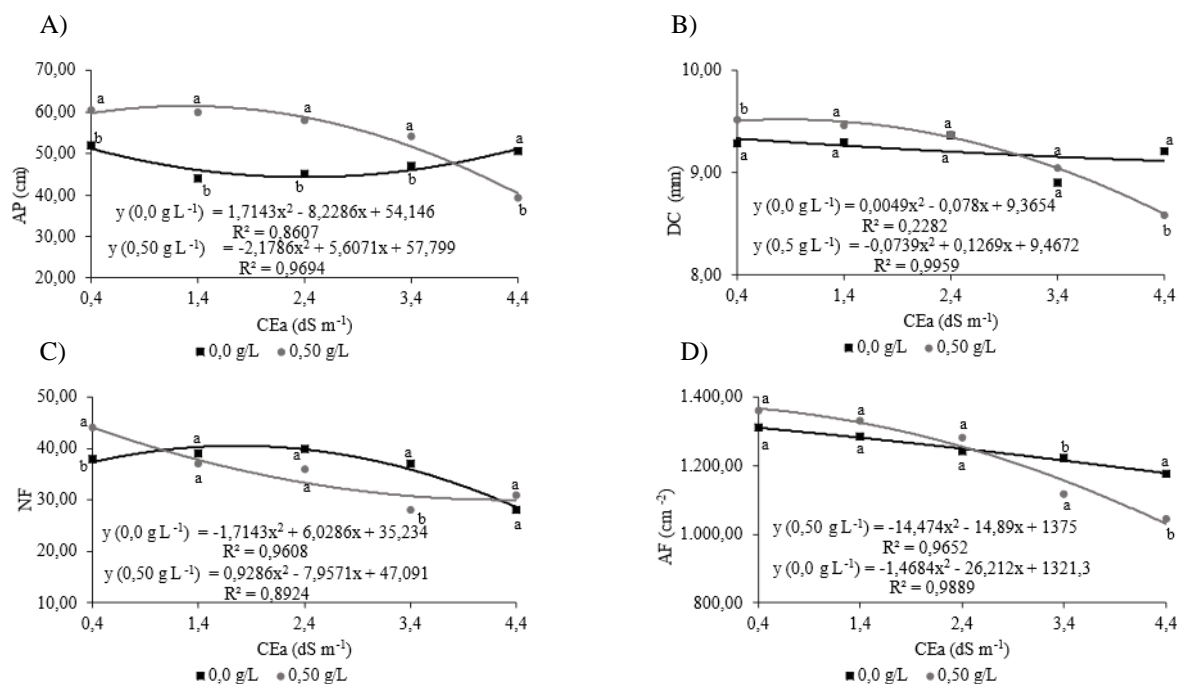 A)
70,00
60,00
50,00
40,00
30,00
20,00
AP (cm)
a
a
a
a
a
b
b
b
b
b
y (0,0 g L⁻¹) = 1,7143x² - 8,2286x + 54,146
R² = 0,8607
y (0,50 g L⁻¹) = -2,1786x² + 5,6071x + 57,799
R² = 0,9694
0,4 1,4 2,4 3,4 4,4
CEa (dS m⁻¹)
0,0 g/L 0,50 g/L
B)
10,00
9,00
8,00
DC (mm)
b
a
a
a
a
a
a
a
a
b
y (0,0 g L⁻¹) = 0,0049x² - 0,078x + 9,3654
R² = 0,2282
y (0,5 g L⁻¹) = -0,0739x² + 0,1269x + 9,4672
R² = 0,9959
0,4 1,4 2,4 3,4 4,4
CEa (dS m⁻¹)
0,0 g/L 0,50 g/L
C)
50,00
40,00
30,00
20,00
10,00
NF
a
a
a
a
a
b
a
a
b
a
y (0,0 g L⁻¹) = -1,7143x² + 6,0286x + 35,234
R² = 0,9608
y (0,50 g L⁻¹) = 0,9286x² - 7,9571x + 47,091
R² = 0,8924
0,4 1,4 2,4 3,4 4,4
CEa (dS m⁻¹)
0,0 g/L 0,50 g/L
D)
1.400,00
1.200,00
1.000,00
800,00
AF (cm ⁻²)
a
a
a
b
a
a
a
a
a
b
y (0,50 g L⁻¹) = -14,474x² - 14,89x + 1375
R² = 0,9652
y (0,0 g L⁻¹) = -1,4684x² - 26,212x + 1321,3
R² = 0,9889
0,4 1,4 2,4 3,4 4,4
CEa (dS m⁻¹)
0,0 g/L 0,50 g/L